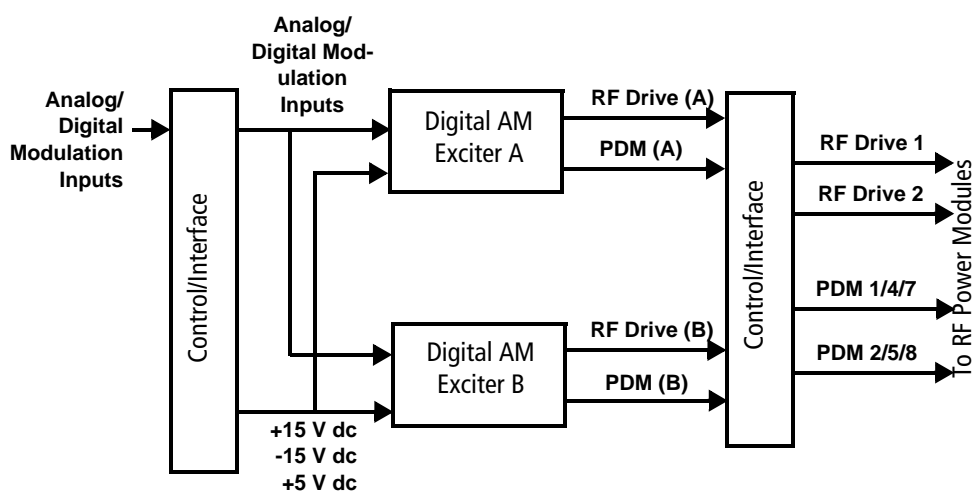 Analog/
Digital
Modulation
Inputs
Control/Interface
Analog/
Digital Mod-
ulation
Inputs
+15 V dc
-15 V dc
+5 V dc
Digital AM
Exciter A
Digital AM
Exciter B
RF Drive (A)
PDM (A)
RF Drive (B)
PDM (B)
Control/Interface
RF Drive 1
RF Drive 2
PDM 1/4/7
PDM 2/5/8
To RF Power Modules